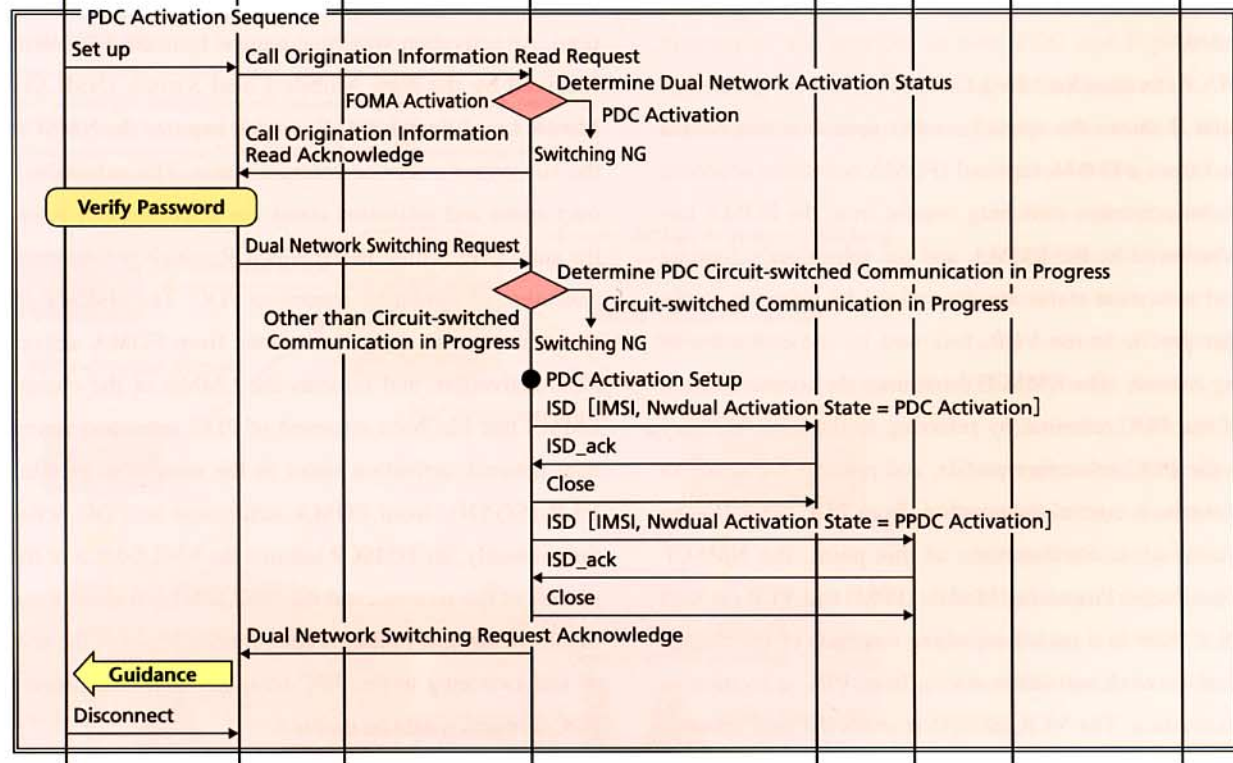 PDC Activation Sequence
Set up
Call Origination Information Read Request
Determine Dual Network Activation Status
FOMA Activation
PDC Activation
Call Origination Information
Read Acknowledge
Switching NG
Verify Password
Dual Network Switching Request
Determine PDC Circuit-switched Communication in Progress
Circuit-switched Communication in Progress
Other than Circuit-switched
Communication in Progress
Switching NG
PDC Activation Setup
ISD [IMSI, Nwdual Activation State = PDC Activation]
ISD_ack
Close
ISD [IMSI, Nwdual Activation State = PPDC Activation]
ISD_ack
Close
Dual Network Switching Request Acknowledge
Guidance
Disconnect